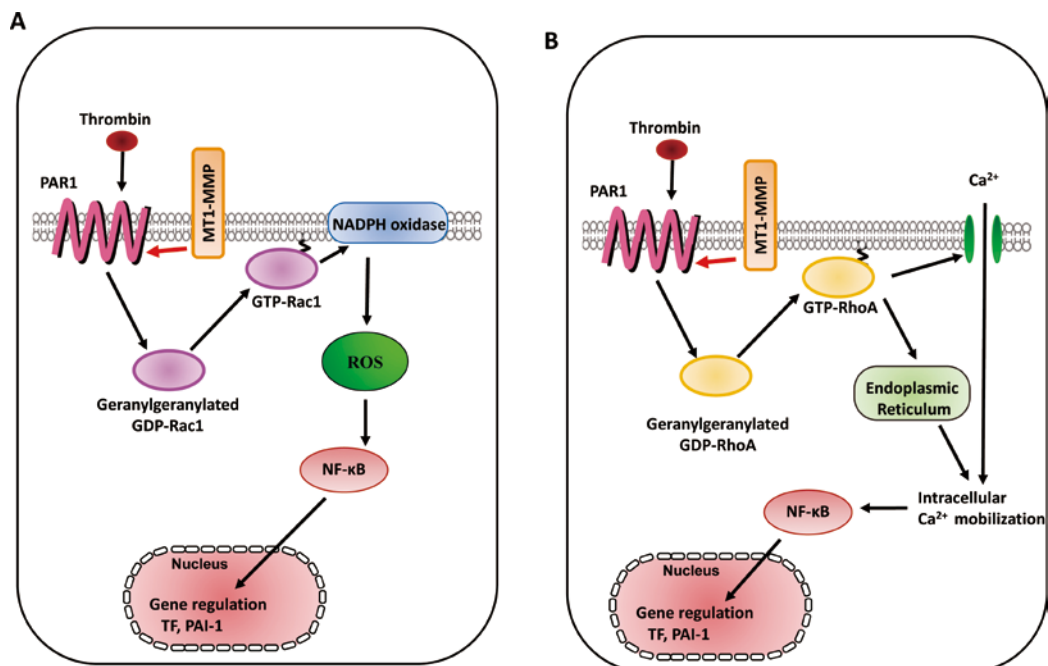 A
Thrombin
PAR1
MT1-MMP
NADPH oxidase
GTP-Rac1
ROS
Geranylgeranylated
GDP-Rac1
NF-κB
Nucleus
Gene regulation
TF, PAI-1
B
Thrombin
Ca²⁺
PAR1
MT1-MMP
GTP-RhoA
Endoplasmic
Reticulum
Geranylgeranylated
GDP-RhoA
Intracellular
Ca²⁺ mobilization
NF-κB
Nucleus
Gene regulation
TF, PAI-1